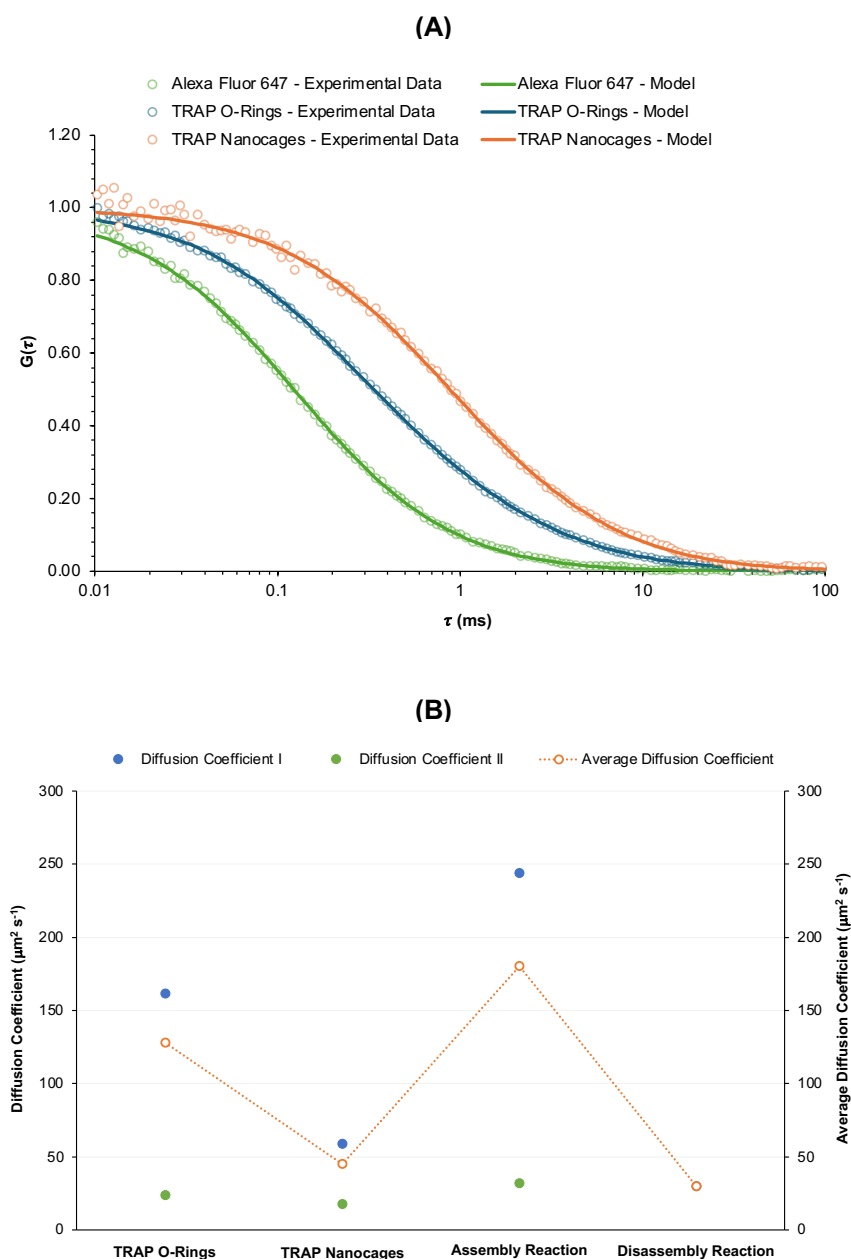 (A)
Alexa Fluor 647 - Experimental Data
Alexa Fluor 647 - Model
TRAP O-Rings - Experimental Data
TRAP O-Rings - Model
TRAP Nanocages - Experimental Data
TRAP Nanocages - Model
1.20
1.00
0.80
0.60
0.40
0.20
0.00
G(τ)
0.01
0.1
1
10
100
τ (ms)
(B)
Diffusion Coefficient I
Diffusion Coefficient II
Average Diffusion Coefficient
300
250
200
150
100
50
0
Diffusion Coefficient (μm² s⁻¹)
300
250
200
150
100
50
0
Average Diffusion Coefficient (μm² s⁻¹)
TRAP O-Rings
TRAP Nanocages
Assembly Reaction
Disassembly Reaction